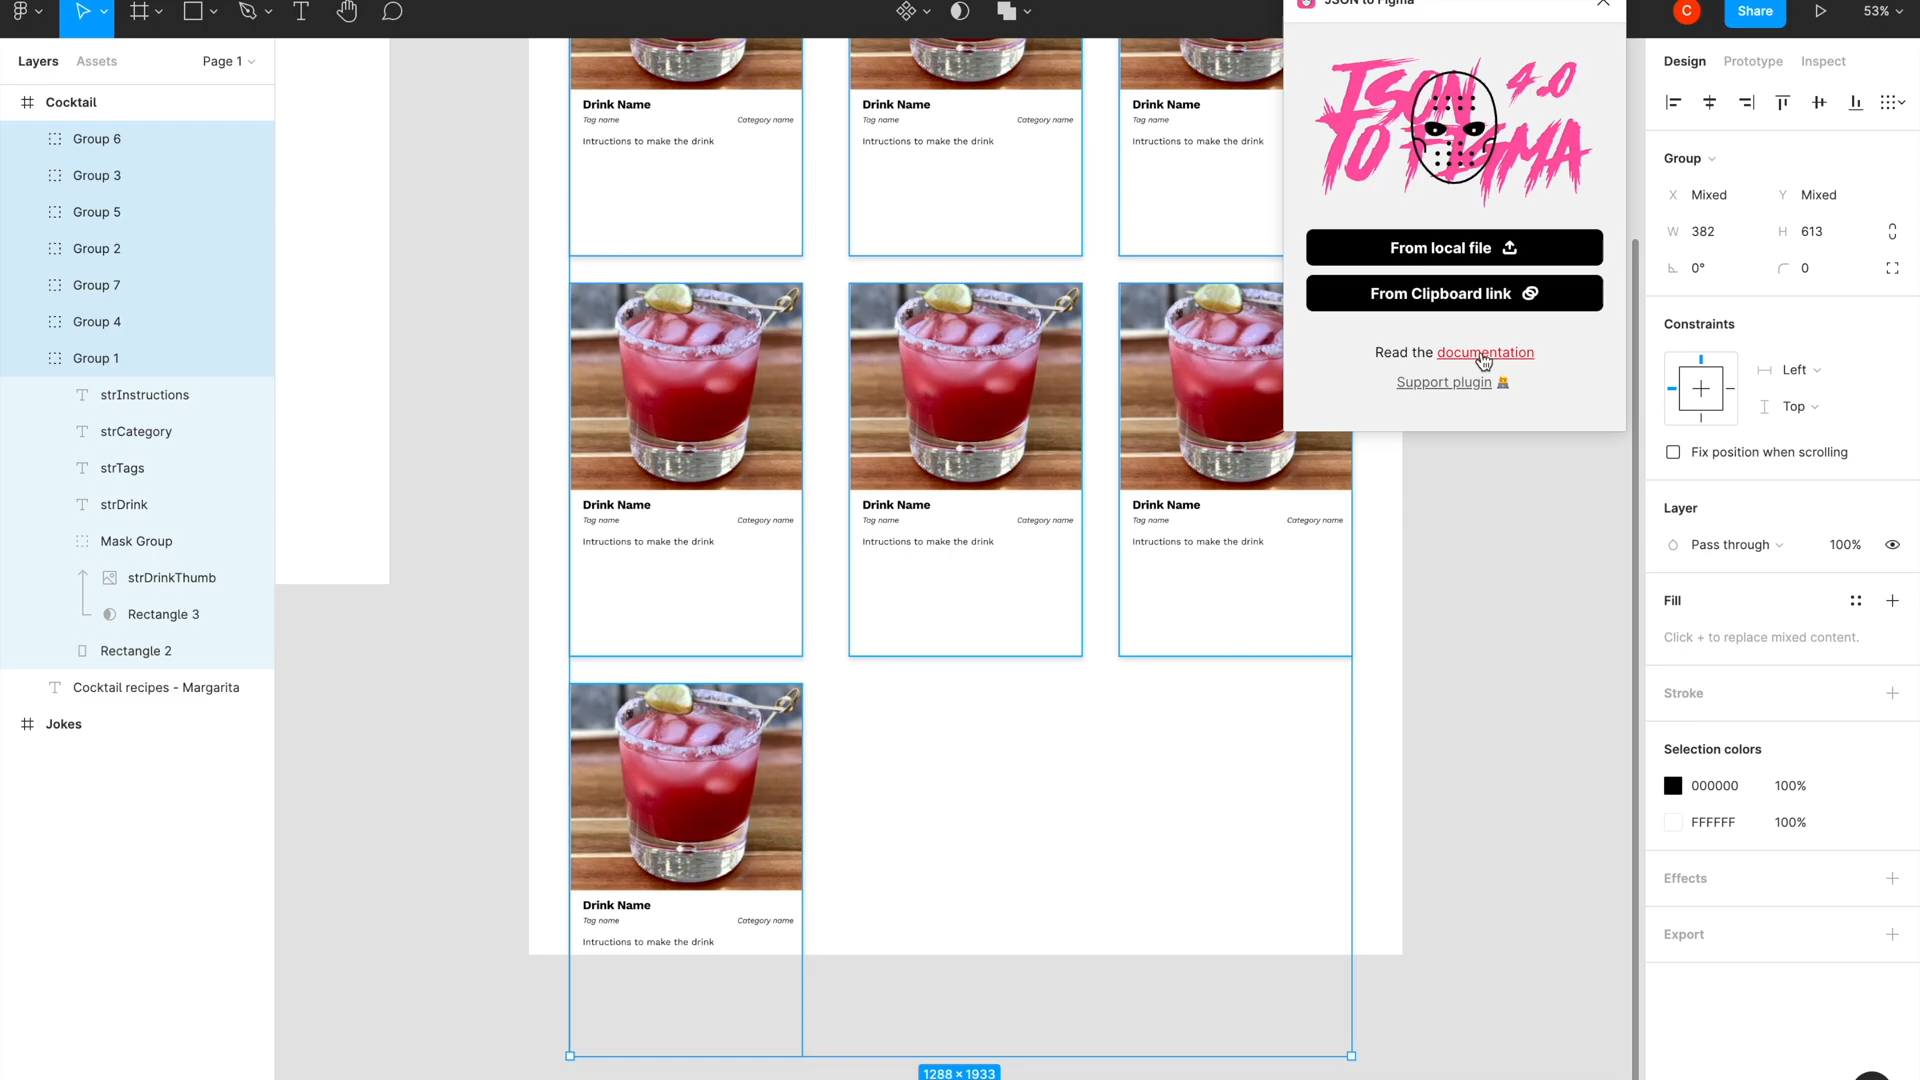 Share
53%
JSON to Figma
Layers
Assets
Page 1
Cocktail
Group 6
Group 3
Group 5
Group 2
Group 7
Group 4
Group 1
strInstructions
strCategory
strTags
strDrink
Mask Group
strDrinkThumb
Rectangle 3
Rectangle 2
Cocktail recipes - Margarita
Jokes
Drink Name
Tag name
Category name
Intructions to make the drink
Drink Name
Tag name
Category name
Intructions to make the drink
Drink Name
Tag name
Intructions to make the drink
Drink Name
Tag name
Category name
Intructions to make the drink
Drink Name
Tag name
Category name
Intructions to make the drink
Drink Name
Tag name
Category name
Intructions to make the drink
Drink Name
Tag name
Category name
Intructions to make the drink
1288 × 1933
JSON 4.0
TO FIGMA
From local file
From Clipboard link
Read the documentation
Support plugin
C
Design
Prototype
Inspect
Group
X Mixed
Y Mixed
W 382
H 613
0°
0
Constraints
Left
Top
Fix position when scrolling
Layer
Pass through
100%
Fill
Click + to replace mixed content.
Stroke
Selection colors
000000
100%
FFFFFF
100%
Effects
Export